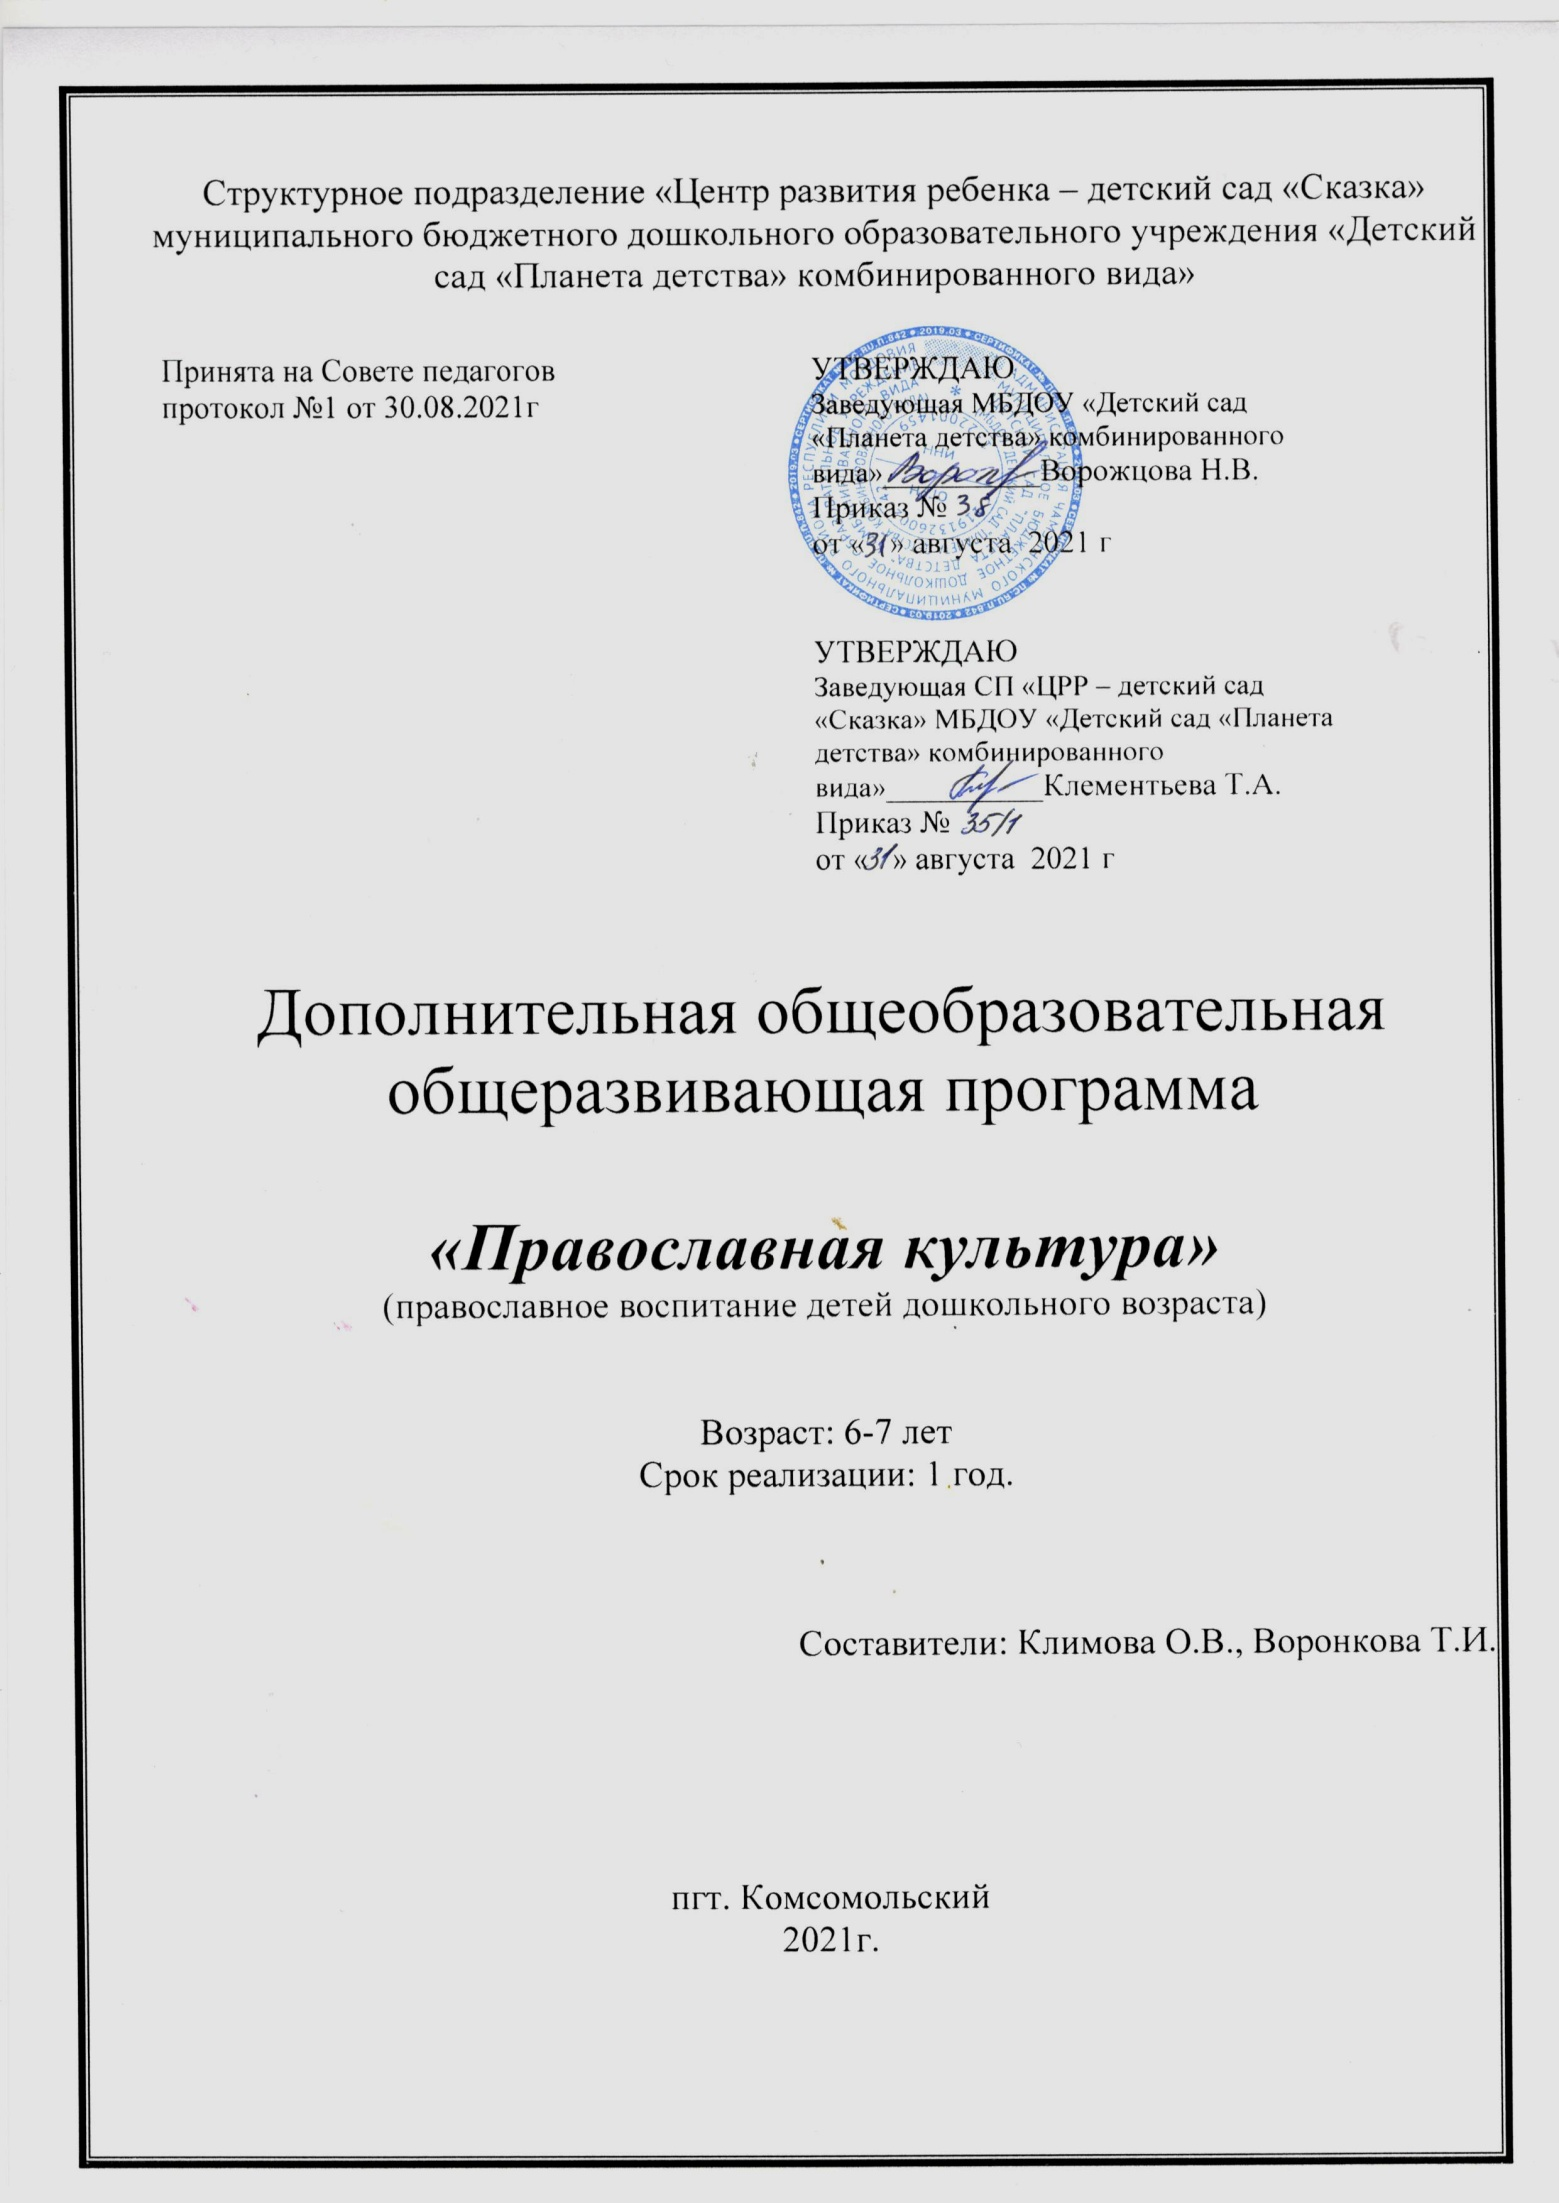 Структурное подразделение «Центр развития ребенка – детский сад «Сказка»
муниципального бюджетного дошкольного образовательного учреждения «Детский
сад «Планета детства» комбинированного вида»
Принята на Совете педагогов
протокол №1 от 30.08.2021г
УТВЕРЖДАЮ
Заведующая МБДОУ «Детский сад
«Планета детства» комбинированного
вида»__________Ворожцова Н.В.
Приказ № 38
от «31» августа 2021 г
УТВЕРЖДАЮ
Заведующая СП «ЦРР – детский сад
«Сказка» МБДОУ «Детский сад «Планета
детства» комбинированного
вида»__________Клементьева Т.А.
Приказ № 35/1
от «31» августа 2021 г
Дополнительная общеобразовательная
общеразвивающая программа
«Православная культура»
(православное воспитание детей дошкольного возраста)
Возраст: 6-7 лет
Срок реализации: 1 год.
Составители: Климова О.В., Воронкова Т.И.
пгт. Комсомольский
2021г.